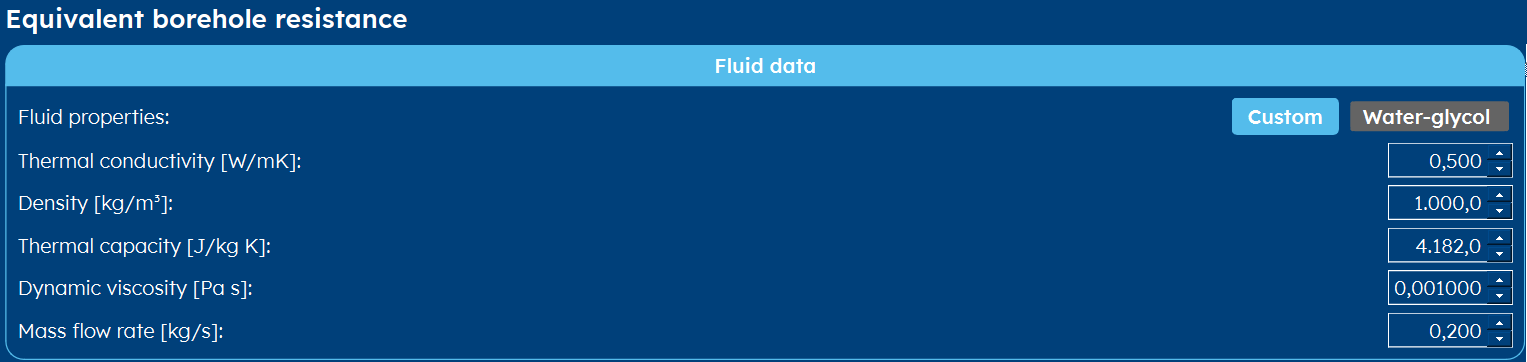 Equivalent borehole resistance
Fluid data
Fluid properties: Custom Water-glycol
Thermal conductivity [W/mK]: 0,500
Density [kg/m³]: 1.000,0
Thermal capacity [J/kg K]: 4.182,0
Dynamic viscosity [Pa s]: 0,001000
Mass flow rate [kg/s]: 0,200